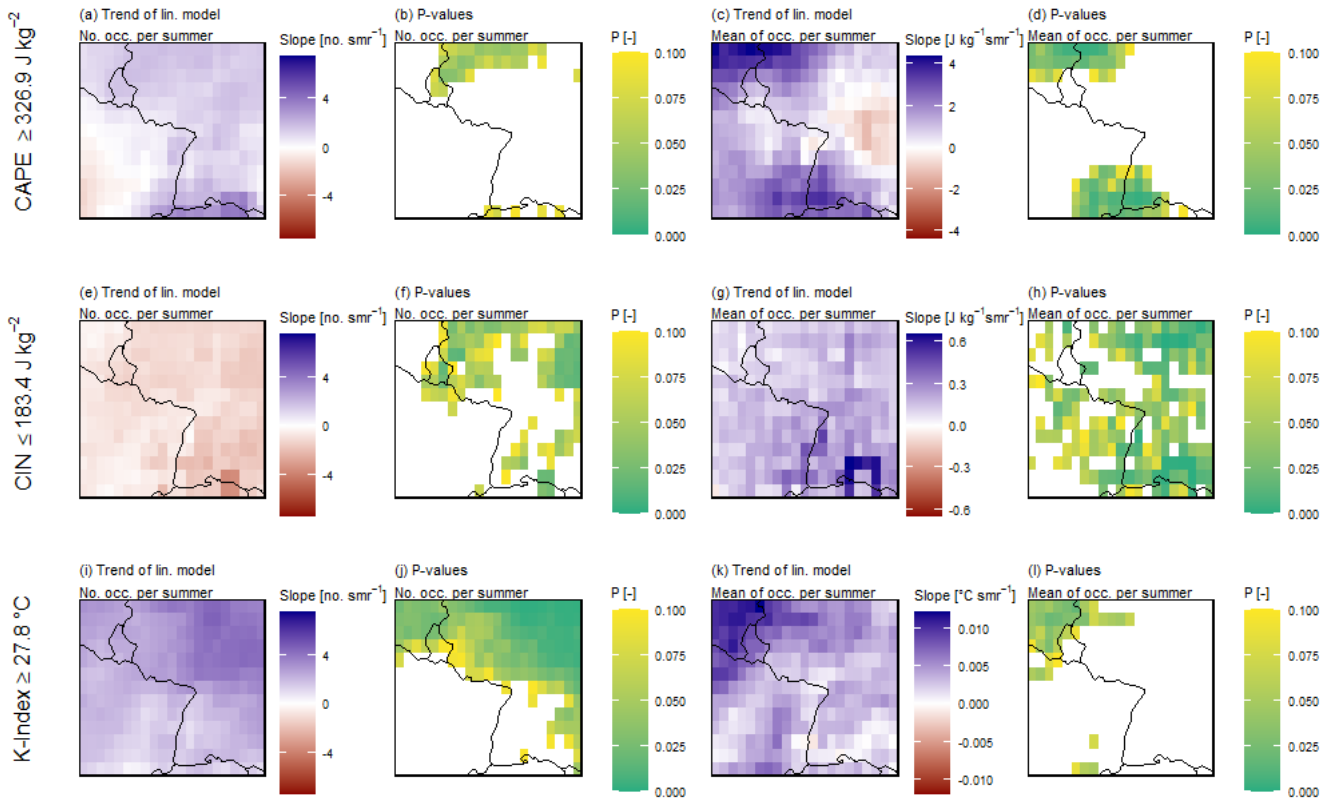 CAPE ≥ 326.9 J kg⁻²
(a) Trend of lin. model
No. occ. per summer
Slope [no. smr⁻¹]
4
0
-4
(b) P-values
No. occ. per summer
P [-]
0.100
0.075
0.050
0.025
0.000
(c) Trend of lin. model
Mean of occ. per summer
Slope [J kg⁻¹smr⁻¹]
4
2
0
-2
-4
(d) P-values
Mean of occ. per summer
P [-]
0.100
0.075
0.050
0.025
0.000
CIN ≤ 183.4 J kg⁻²
(e) Trend of lin. model
No. occ. per summer
Slope [no. smr⁻¹]
4
0
-4
(f) P-values
No. occ. per summer
P [-]
0.100
0.075
0.050
0.025
0.000
(g) Trend of lin. model
Mean of occ. per summer
Slope [J kg⁻¹smr⁻¹]
0.6
0.3
0.0
-0.3
-0.6
(h) P-values
Mean of occ. per summer
P [-]
0.100
0.075
0.050
0.025
0.000
K-Index ≥ 27.8 °C
(i) Trend of lin. model
No. occ. per summer
Slope [no. smr⁻¹]
4
0
-4
(j) P-values
No. occ. per summer
P [-]
0.100
0.075
0.050
0.025
0.000
(k) Trend of lin. model
Mean of occ. per summer
Slope [°C smr⁻¹]
0.010
0.005
0.000
-0.005
-0.010
(l) P-values
Mean of occ. per summer
P [-]
0.100
0.075
0.050
0.025
0.000